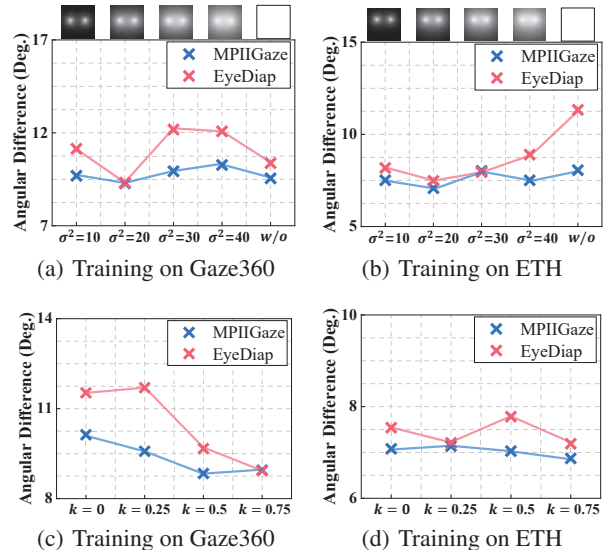 17
12
7
Angular Difference (Deg.)
MPIIGaze
EyeDiap
σ²=10 σ²=20 σ²=30 σ²=40 w/o
(a) Training on Gaze360
15
10
5
Angular Difference (Deg.)
MPIIGaze
EyeDiap
σ²=10 σ²=20 σ²=30 σ²=40 w/o
(b) Training on ETH
14
11
8
Angular Difference (Deg.)
MPIIGaze
EyeDiap
k = 0 k = 0.25 k = 0.5 k = 0.75
(c) Training on Gaze360
10
8
6
Angular Difference (Deg.)
MPIIGaze
EyeDiap
k = 0 k = 0.25 k = 0.5 k = 0.75
(d) Training on ETH